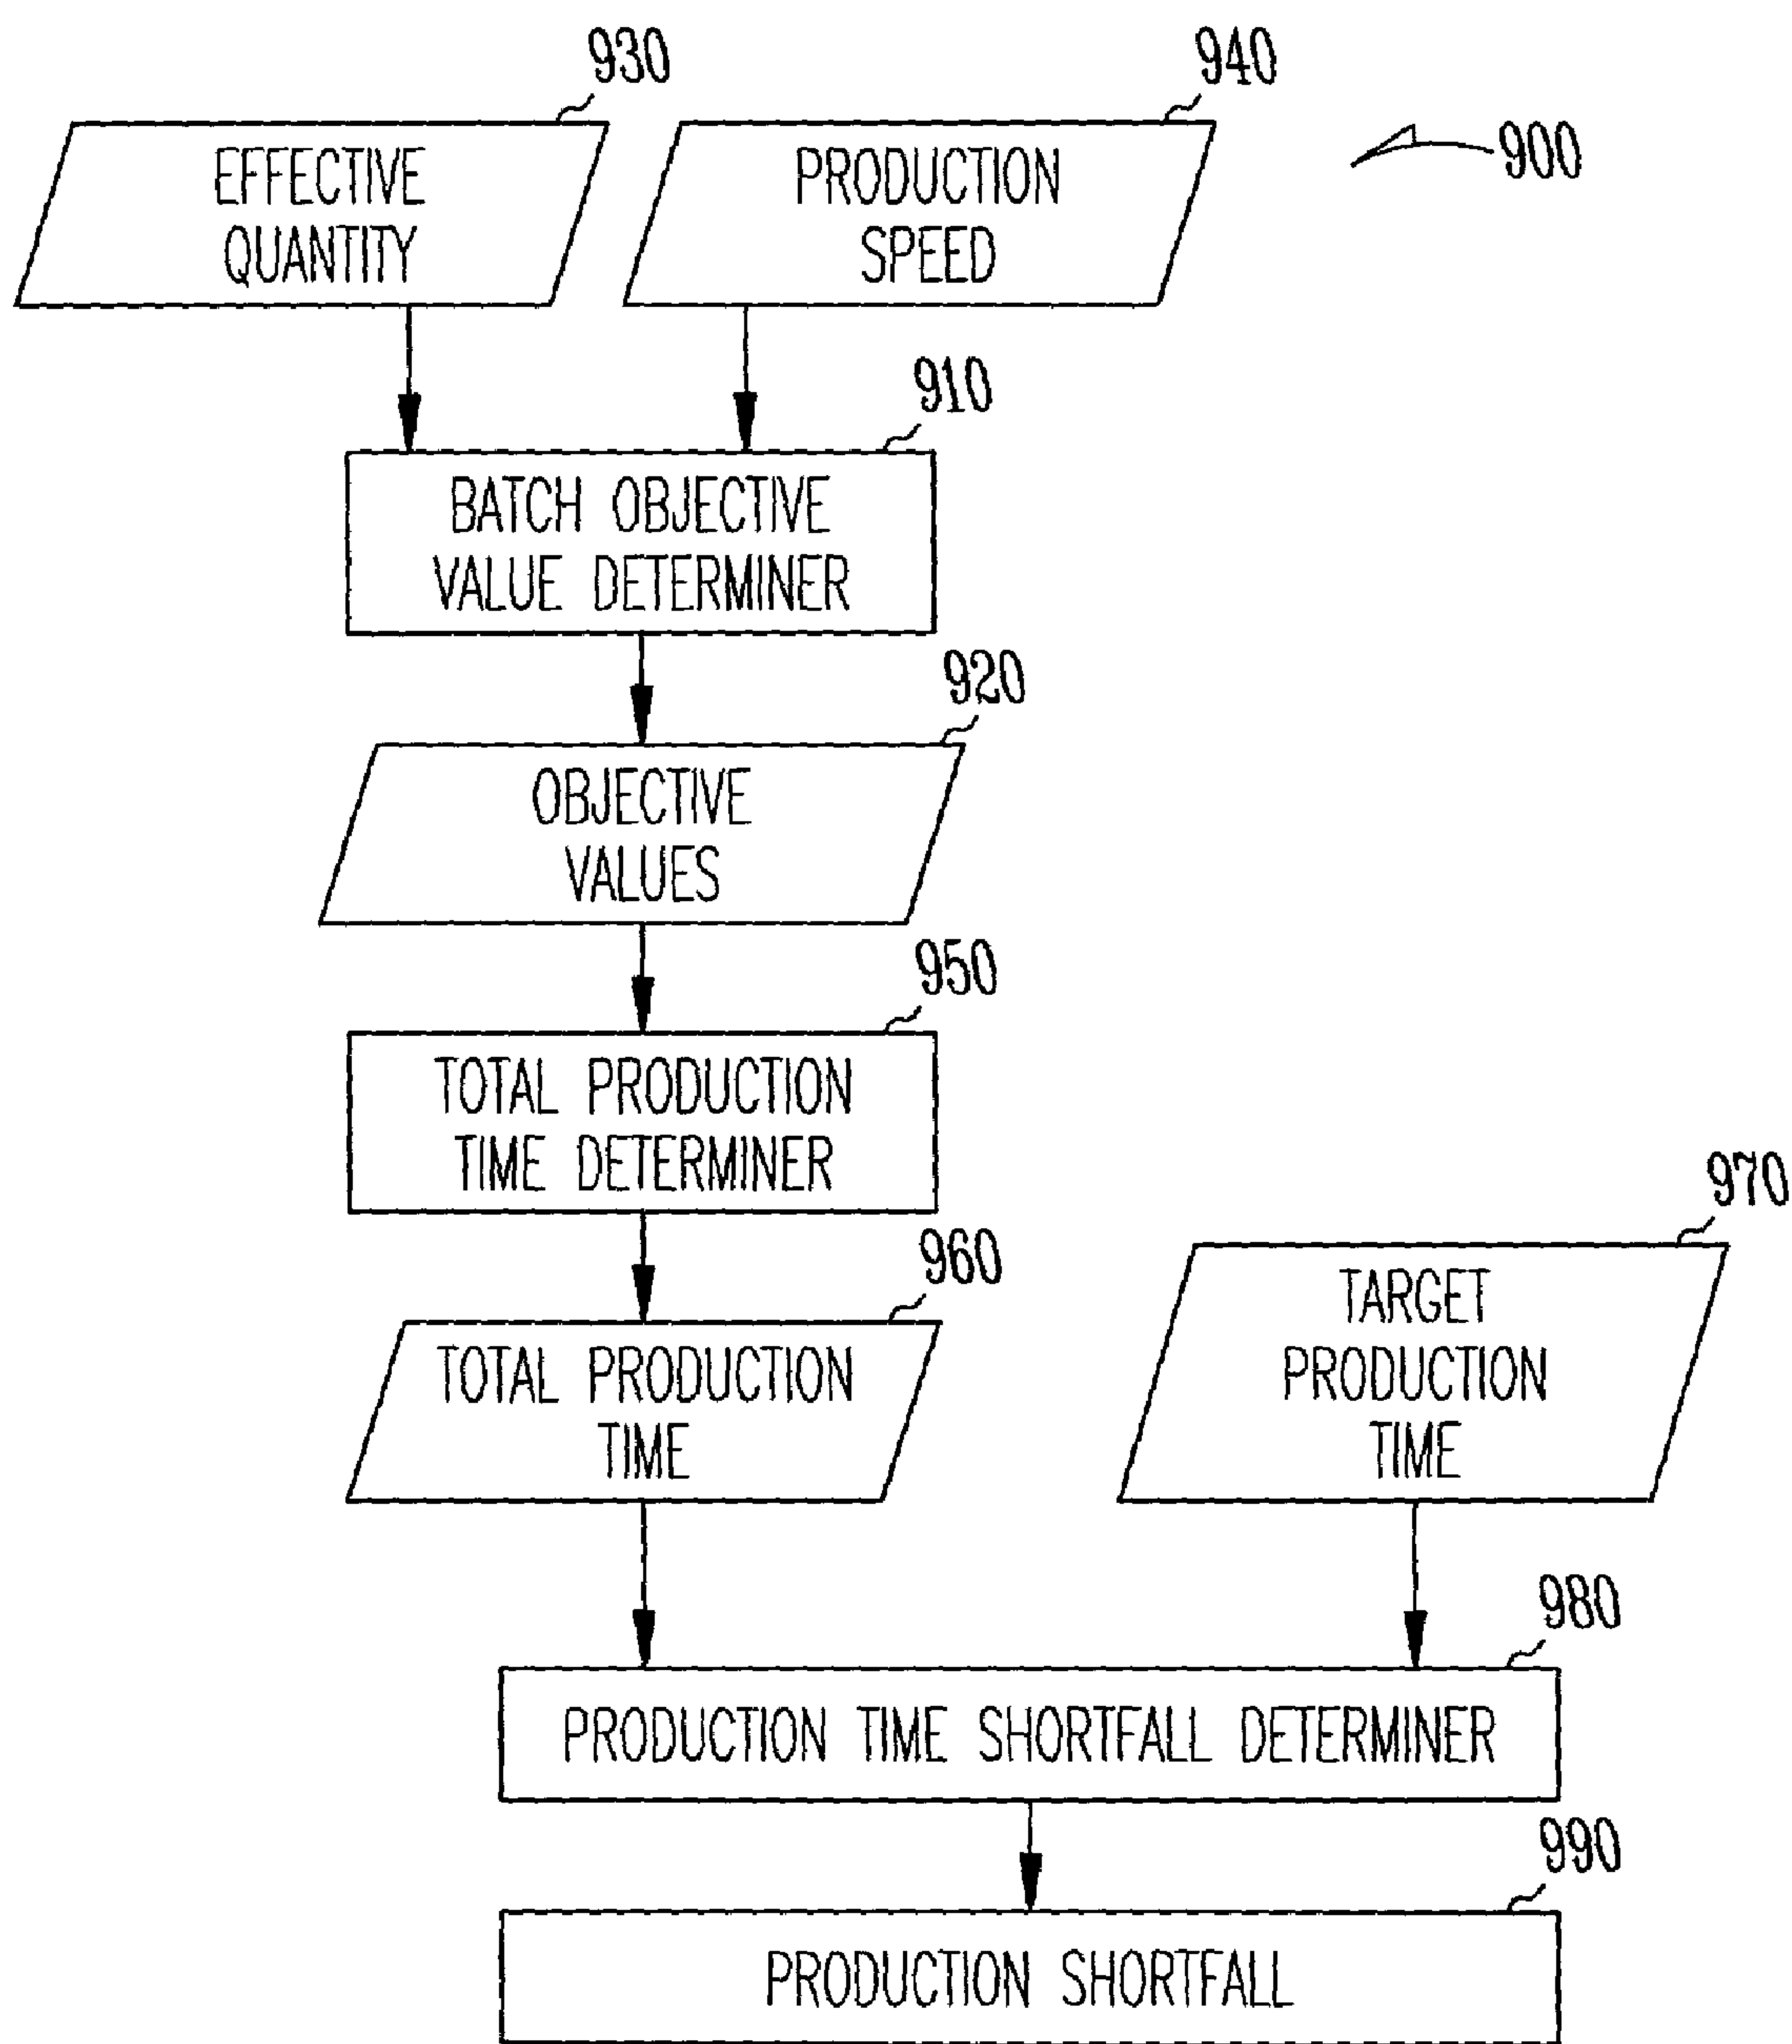 930
940
900
EFFECTIVE
QUANTITY
PRODUCTION
SPEED
910
BATCH OBJECTIVE
VALUE DETERMINER
920
OBJECTIVE
VALUES
950
TOTAL PRODUCTION
TIME DETERMINER
960
TOTAL PRODUCTION
TIME
970
TARGET
PRODUCTION
TIME
980
PRODUCTION TIME SHORTFALL DETERMINER
990
PRODUCTION SHORTFALL